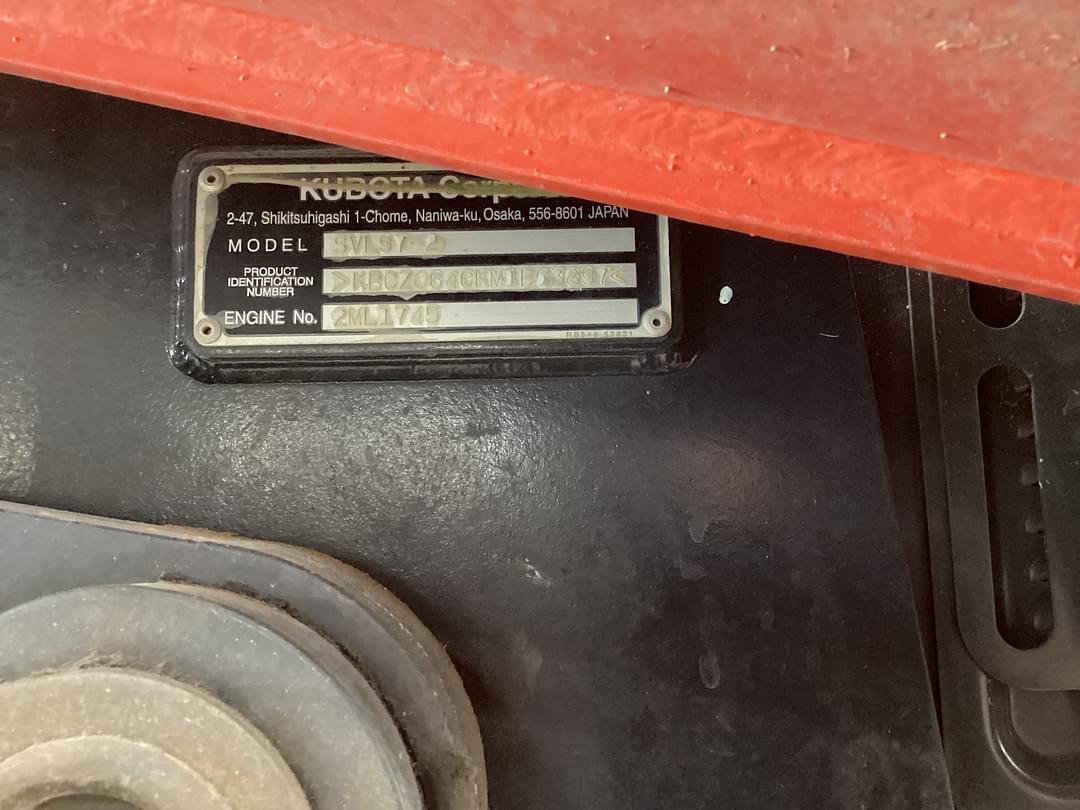 KUBOTA
2-47, Shikitsuhigashi 1-Chome, Naniwa-ku, Osaka, 556-8601 JAPAN
MODEL SVL97-2
PRODUCT
IDENTIFICATION
NUMBER
ENGINE No. 2ML1745